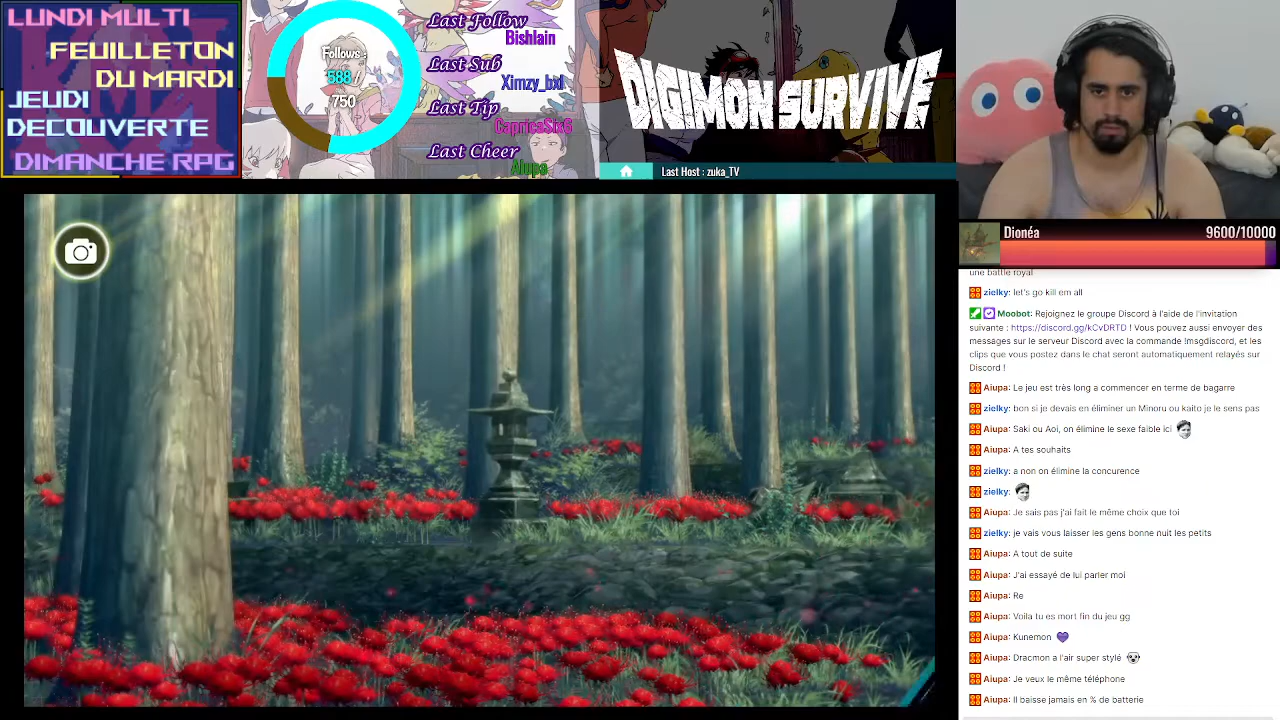 LUNDI MULTI
FEUILLETON
DU MARDI
JEUDI
DECOUVERTE
DIMANCHE RPG
Follows :
588 /
750
Last Follow
Bishlain
Last Sub
Ximzy_bxl
Last Tip
CapricaSix6
Last Cheer
Aiupa
DIGIMON SURVIVE
Last Host : zuka_TV
Dionéa 9600/10000
une battle royal
zielky: let's go kill em all
Moobot: Rejoignez le groupe Discord à l'aide de l'invitation
suivante : https://discord.gg/kCvDRTD ! Vous pouvez aussi envoyer des
messages sur le serveur Discord avec la commande !msgdiscord, et les
clips que vous postez dans le chat seront automatiquement relayés sur
Discord !
Aiupa: Le jeu est très long a commencer en terme de bagarre
zielky: bon si je devais en éliminer un Minoru ou kaito je le sens pas
Aiupa: Saki ou Aoi, on élimine le sexe faible ici
Aiupa: A tes souhaits
zielky: a non on élimine la concurence
zielky:
Aiupa: Je sais pas j'ai fait le même choix que toi
zielky: je vais vous laisser les gens bonne nuit les petits
Aiupa: A tout de suite
Aiupa: J'ai essayé de lui parler moi
Aiupa: Re
Aiupa: Voila tu es mort fin du jeu gg
Aiupa: Kunemon
Aiupa: Dracmon a l'air super stylé
Aiupa: Je veux le même téléphone
Aiupa: Il baisse jamais en % de batterie